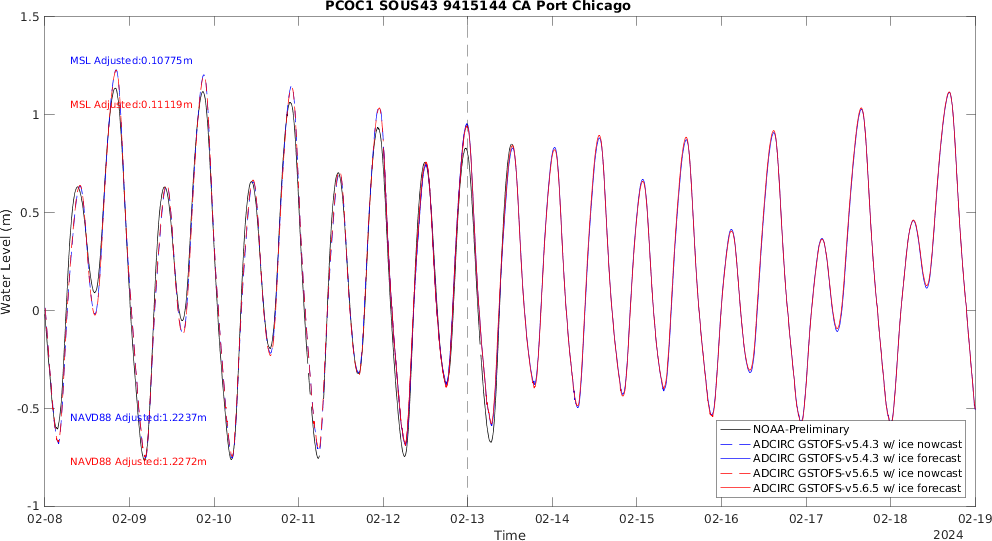 PCOC1 SOUS43 9415144 CA Port Chicago
1.5
MSL Adjusted:0.10775m
MSL Adjusted:0.11119m
1
0.5
Water Level (m)
0
-0.5
NAVD88 Adjusted:1.2237m
NAVD88 Adjusted:1.2272m
-1
NOAA-Preliminary
ADCIRC GSTOFS-v5.4.3 w/ ice nowcast
ADCIRC GSTOFS-v5.4.3 w/ ice forecast
ADCIRC GSTOFS-v5.6.5 w/ ice nowcast
ADCIRC GSTOFS-v5.6.5 w/ ice forecast
02-08 02-09 02-10 02-11 02-12 02-13 02-14 02-15 02-16 02-17 02-18 02-19
Time
2024